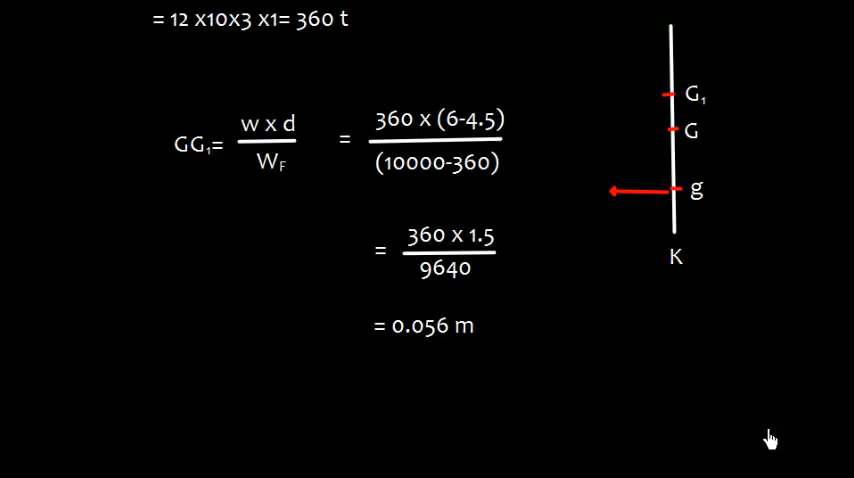 = 12 x10x3 x1= 360 t
G₁
GG₁= w x d / W_F = 360 x (6-4.5) / (10000-360)
G
g
= 360 x 1.5 / 9640
K
= 0.056 m